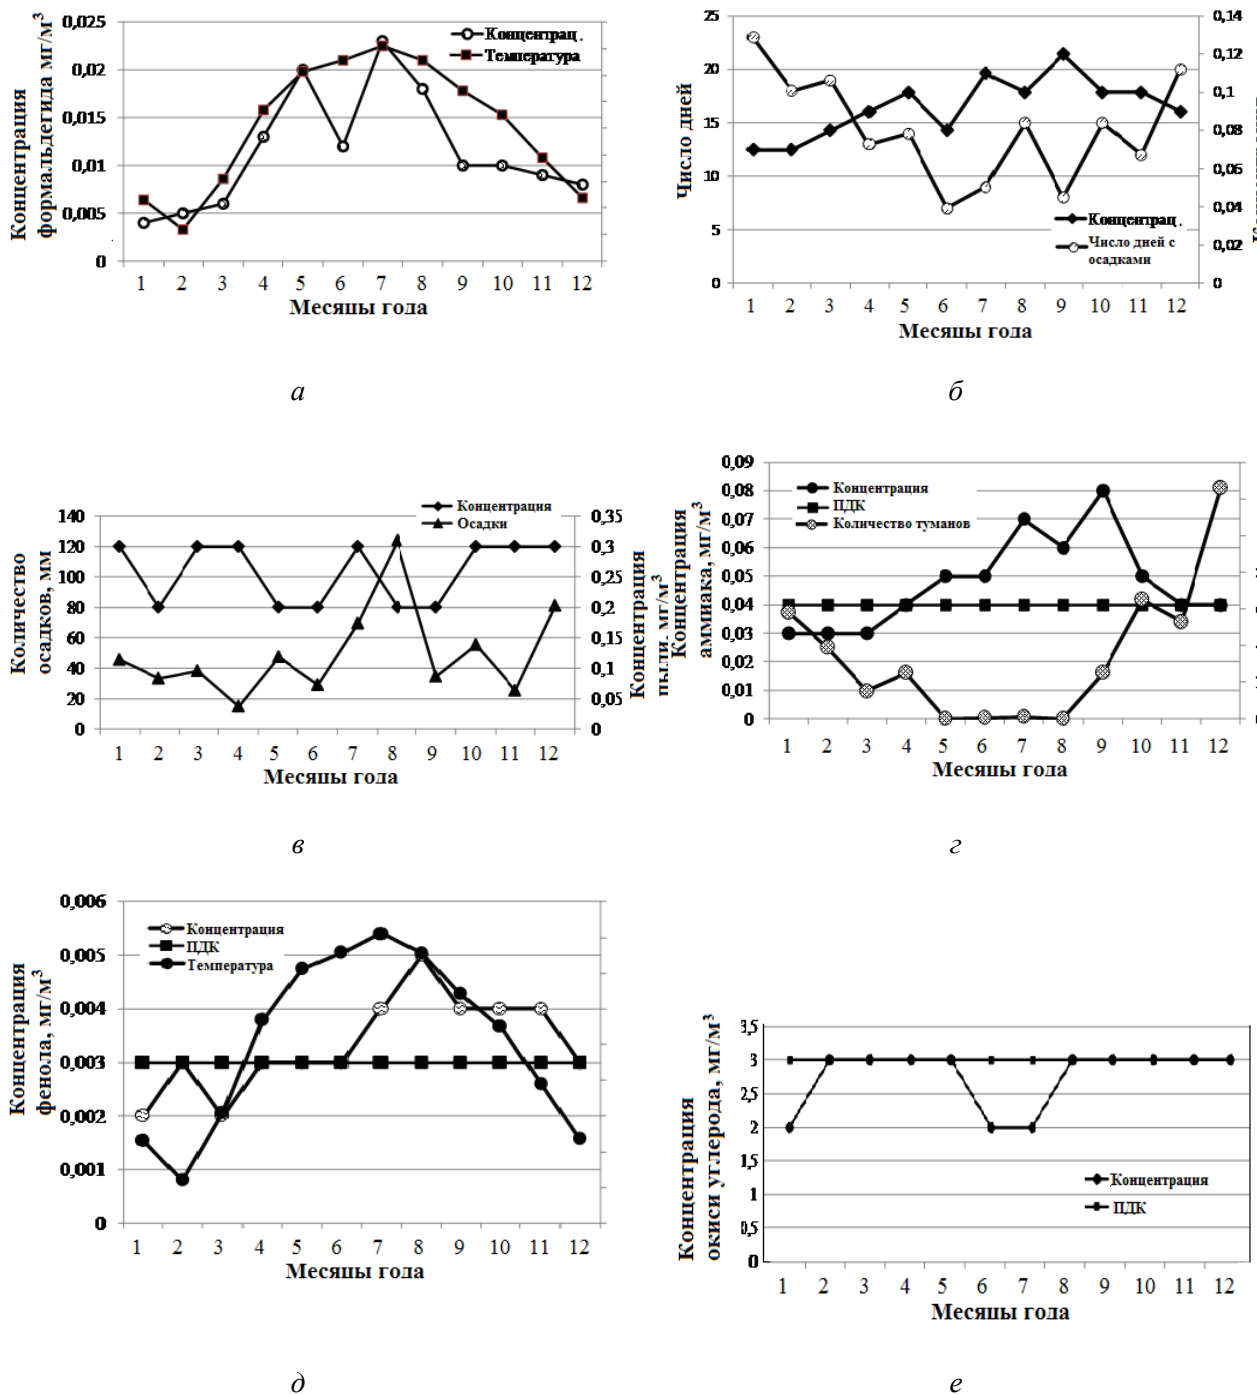 Концентрация
формальдегида мг/м³
0,025
0,02
0,015
0,01
0,005
0
Концентрац.
Температура
1 2 3 4 5 6 7 8 9 10 11 12
Месяцы года
а
Число дней
25
20
15
10
5
0
0,14
0,12
0,1
0,08
0,06
0,04
0,02
0
Концентрац.
Число дней с
осадками
1 2 3 4 5 6 7 8 9 10 11 12
Месяцы года
б
Количество
осадков, мм
140
120
100
80
60
40
20
0
Концентрация
Осадки
0,35
0,3
0,25
0,2
0,15
0,1
0,05
0
Концентрация
пыли, мг/м³
1 2 3 4 5 6 7 8 9 10 11 12
Месяцы года
в
Концентрация
аммиака, мг/м³
0,09
0,08
0,07
0,06
0,05
0,04
0,03
0,02
0,01
0
Концентрация
ПДК
Количество туманов
1 2 3 4 5 6 7 8 9 10 11 12
Месяцы года
г
Концентрация
фенола, мг/м³
0,006
0,005
0,004
0,003
0,002
0,001
0
Концентрация
ПДК
Температура
1 2 3 4 5 6 7 8 9 10 11 12
Месяцы года
д
Концентрация
окиси углерода, мг/м³
3,5
3
2,5
2
1,5
1
0,5
0
Концентрация
ПДК
1 2 3 4 5 6 7 8 9 10 11 12
Месяцы года
е